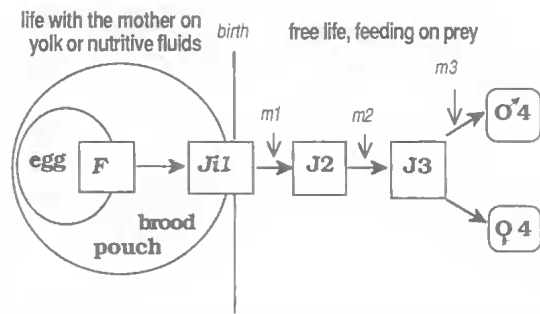 life with the mother on
yolk or nutritive fluids
birth
free life, feeding on prey
m1
m2
m3
egg
F
Ji1
J2
J3
♂4
♀4
brood
pouch